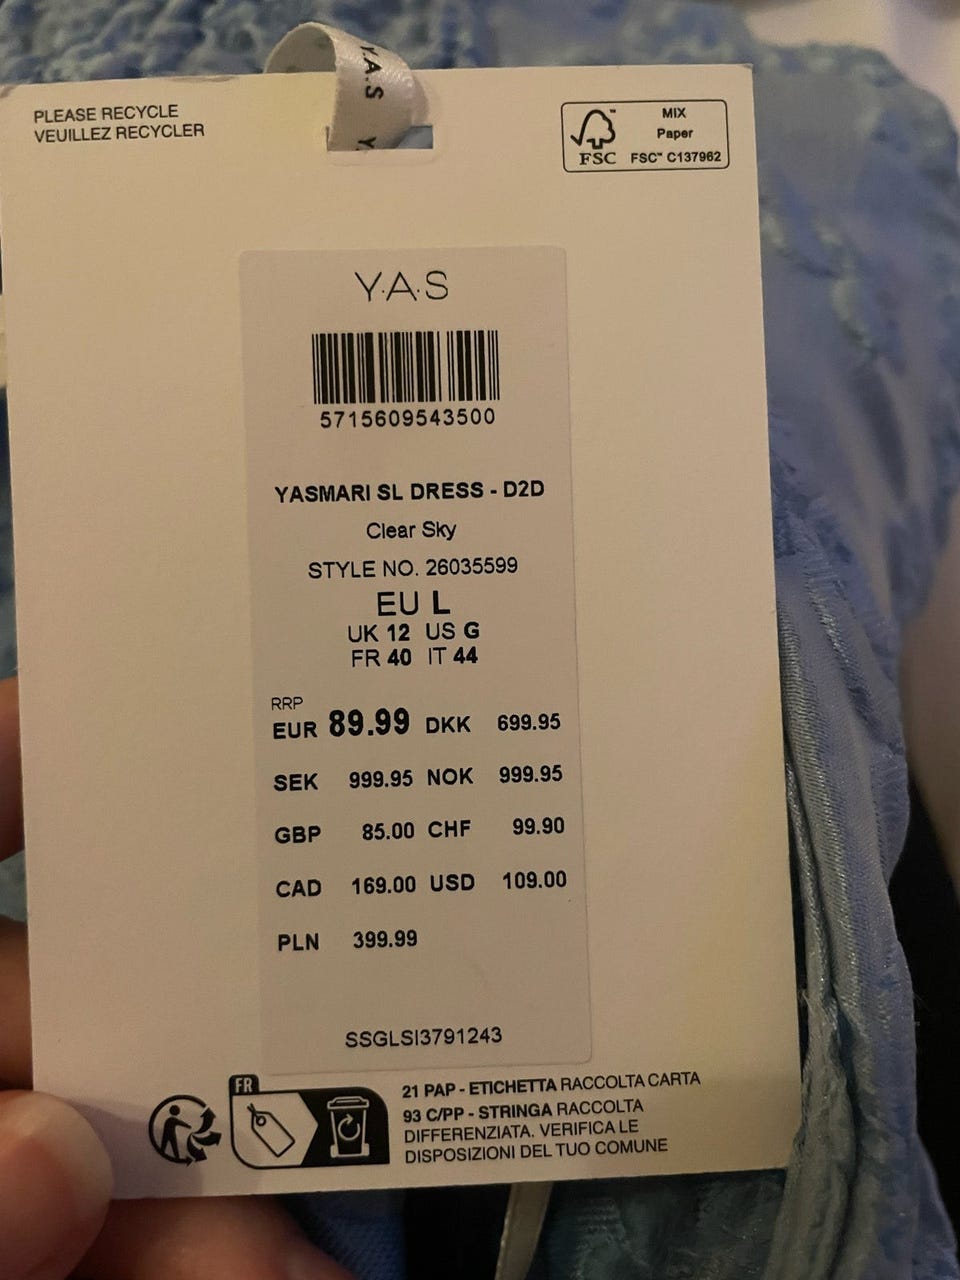 Y.A.S Y.
PLEASE RECYCLE
VEUILLEZ RECYCLER
FSC™
MIX
Paper
FSC™ C137962
Y.A.S
5715609543500
YASMARI SL DRESS - D2D
Clear Sky
STYLE NO. 26035599
EU L
UK 12 US G
FR 40 IT 44
RRP
EUR 89.99 DKK 699.95
SEK 999.95 NOK 999.95
GBP 85.00 CHF 99.90
CAD 169.00 USD 109.00
PLN 399.99
SSGLSI3791243
FR
21 PAP - ETICHETTA RACCOLTA CARTA
93 C/PP - STRINGA RACCOLTA
DIFFERENZIATA. VERIFICA LE
DISPOSIZIONI DEL TUO COMUNE